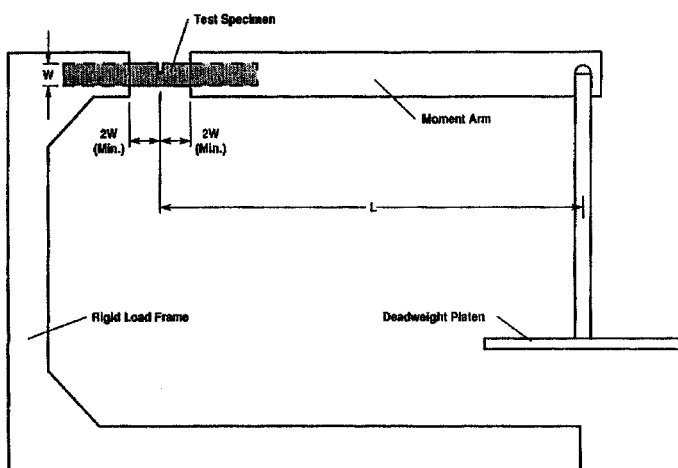 Test Specimen
W
Moment Arm
2W
(Min.)
2W
(Min.)
L
Rigid Load Frame
Deadweight Platen